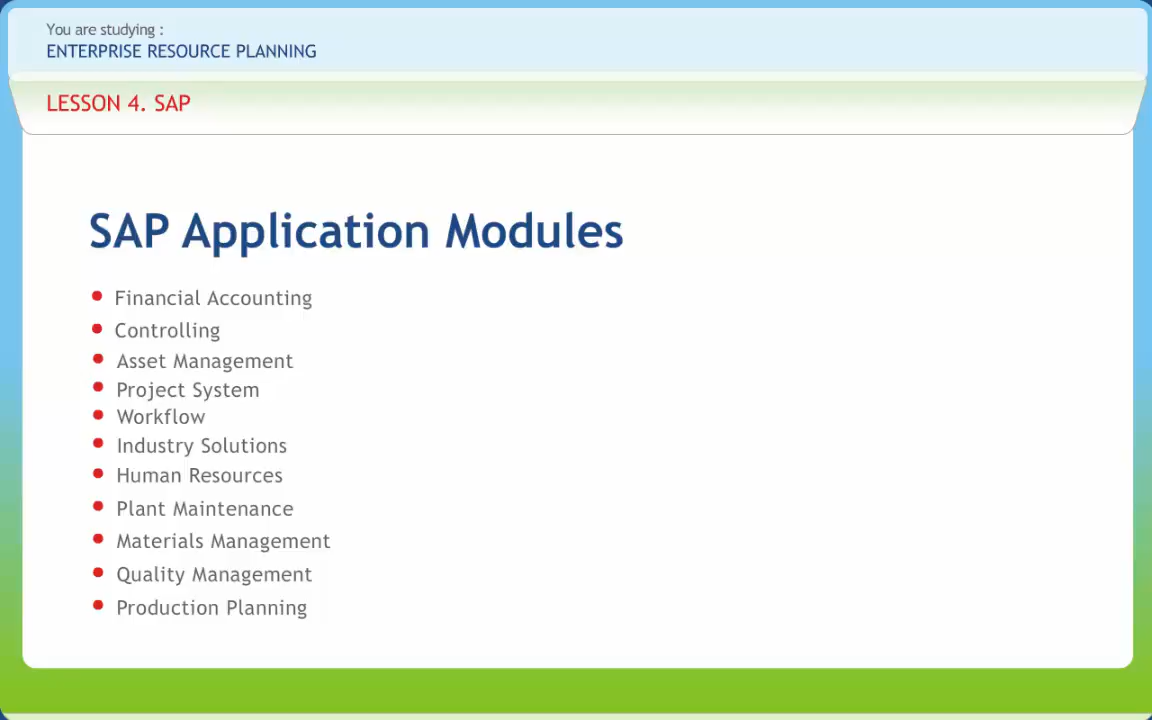 You are studying :
ENTERPRISE RESOURCE PLANNING
LESSON 4. SAP
SAP Application Modules
• Financial Accounting
• Controlling
• Asset Management
• Project System
• Workflow
• Industry Solutions
• Human Resources
• Plant Maintenance
• Materials Management
• Quality Management
• Production Planning